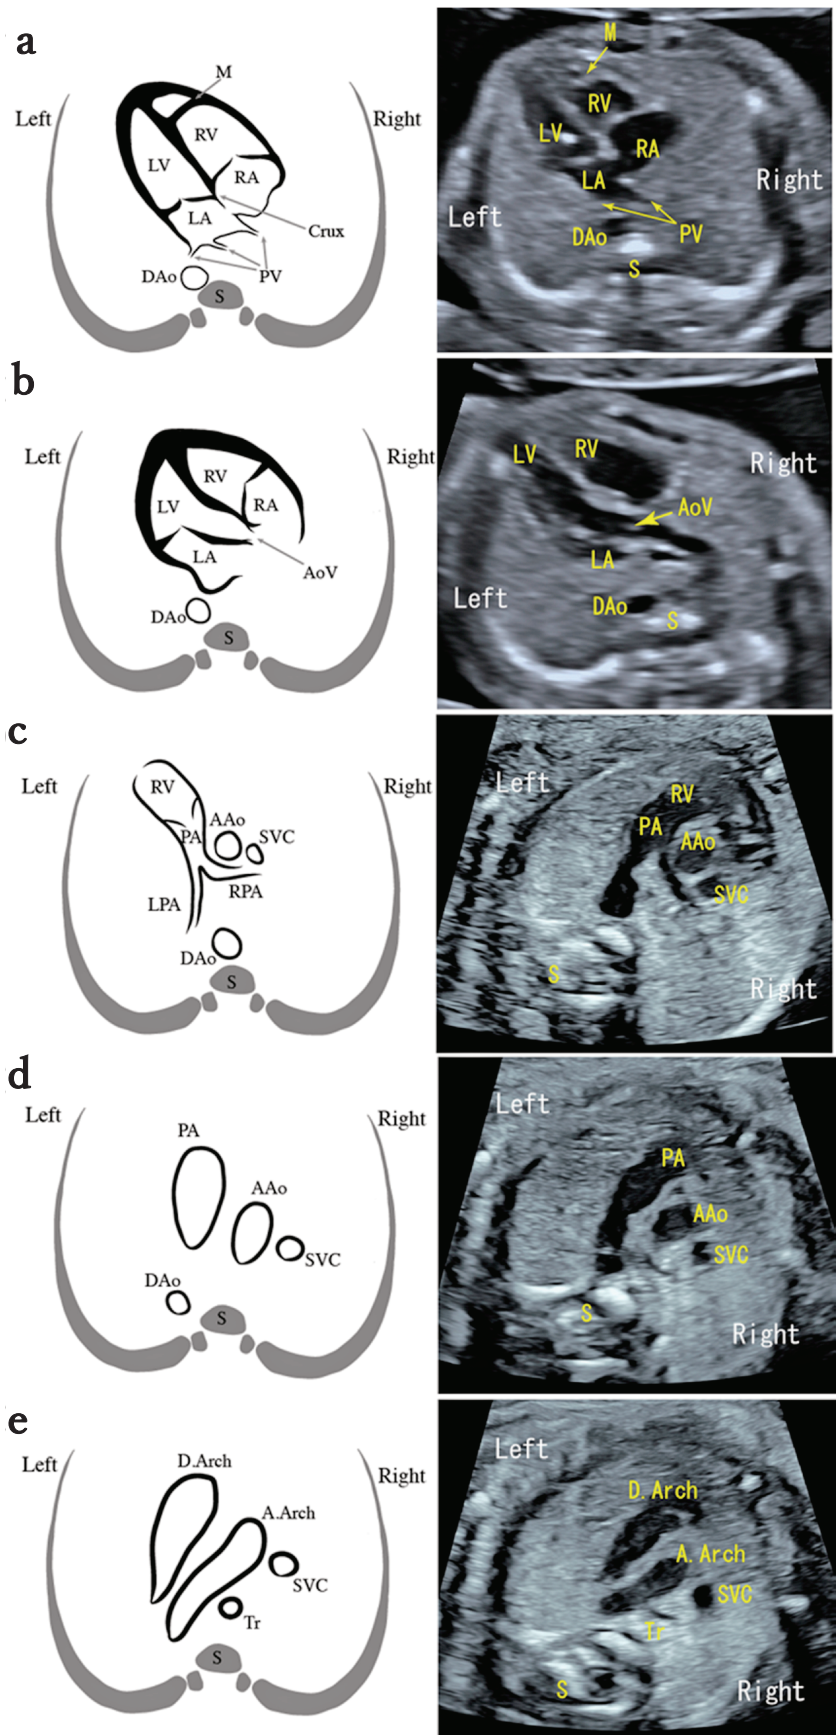 a
M
Left
Right
RV
LV
RA
LA
Crux
DAo
PV
S
M
RV
LV
RA
LA
Right
Left
DAo
PV
S
b
Left
Right
RV
LV
RA
LA
AoV
DAo
S
LV
RV
Right
AoV
LA
Left
DAo
S
c
Left
Right
RV
PA
AAo
SVC
LPA
RPA
DAo
S
Left
RV
PA
AAo
SVC
S
Right
d
Left
Right
PA
AAo
SVC
DAo
S
Left
PA
AAo
SVC
S
Right
e
Left
Right
D.Arch
A.Arch
SVC
Tr
S
Left
D. Arch
A. Arch
SVC
Tr
S
Right